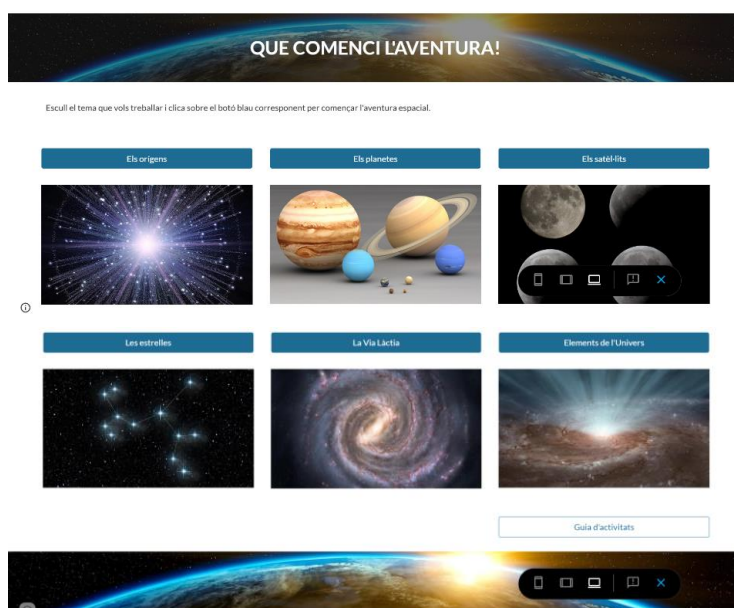 QUE COMENCI L'AVENTURA!
Escull el tema que vols treballar i clica sobre el botó blau corresponent per començar l'aventura espacial.
Els orígens
Els planetes
Els satèl·lits
Les estrelles
La Via Làctia
Elements de l'Univers
Guia d'activitats